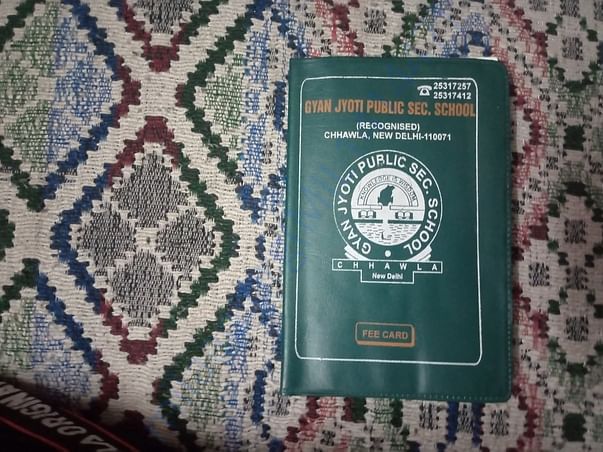 ☎ 25317257
25317412
GYAN JYOTI PUBLIC SEC. SCHOOL
(RECOGNISED)
CHHAWLA, NEW DELHI-110071
GYAN JYOTI PUBLIC SEC. SCHOOL
CHHAWLA
New Delhi
FEE CARD
ORIGINA